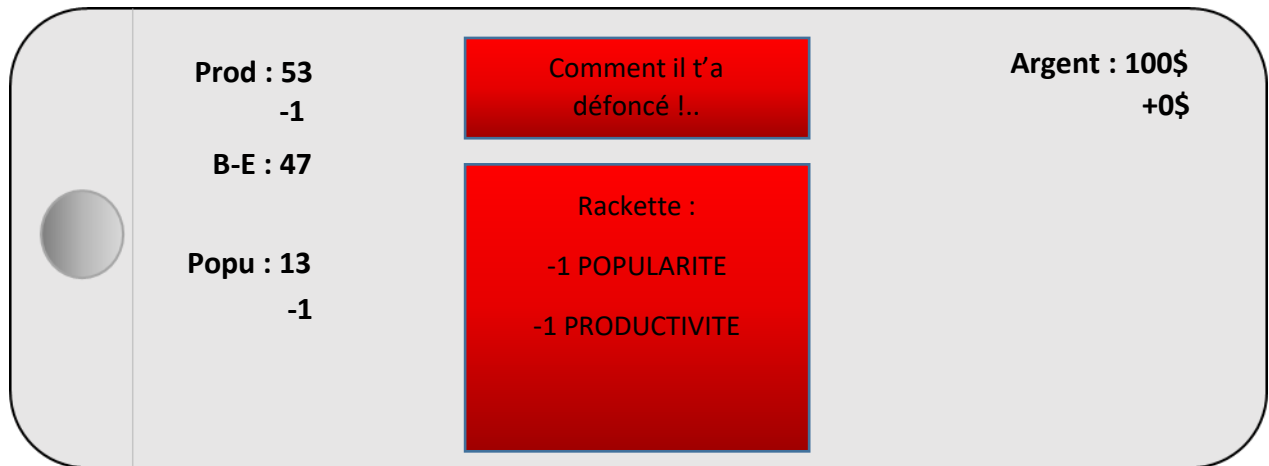 Prod : 53
-1
B-E : 47
Popu : 13
-1
Comment il t’a
défoncé !..
Rackette :
-1 POPULARITE
-1 PRODUCTIVITE
Argent : 100$
+0$